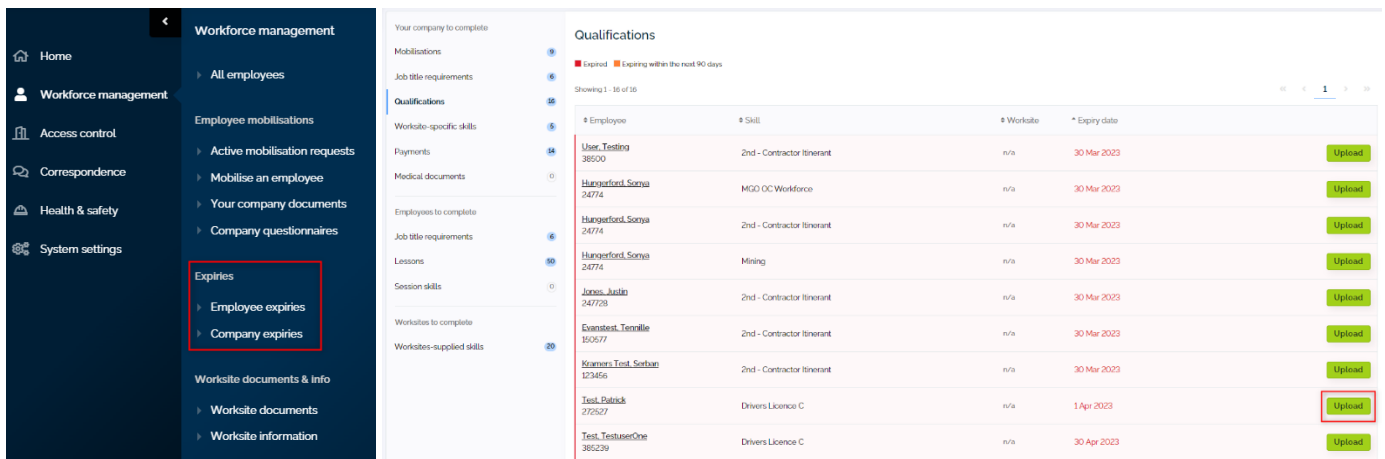 Home
Workforce management
Access control
Correspondence
Health & safety
System settings
Workforce management
All employees
Employee mobilisations
Active mobilisation requests
Mobilise an employee
Your company documents
Company questionnaires
Expiries
Employee expiries
Company expiries
Worksite documents & info
Worksite documents
Worksite information
Your company to complete
Mobilisations 9
Job title requirements 6
Qualifications 16
Worksite-specific skills 5
Payments 14
Medical documents 0
Employees to complete
Job title requirements 6
Lessons 50
Session skills 0
Worksites to complete
Worksites-supplied skills 20
Qualifications
Expired Expiring within the next 90 days
Showing 1 - 16 of 16 « < 1 > »
Employee Skill Worksite Expiry date
User, Testing 2nd - Contractor Itinerant n/a 30 Mar 2023 Upload
38500
Hungerford, Sonya MGO OC Workforce n/a 30 Mar 2023 Upload
24774
Hungerford, Sonya 2nd - Contractor Itinerant n/a 30 Mar 2023 Upload
24774
Hungerford, Sonya Mining n/a 30 Mar 2023 Upload
24774
Jones, Justin 2nd - Contractor Itinerant n/a 30 Mar 2023 Upload
247728
Evanstest, Tennille 2nd - Contractor Itinerant n/a 30 Mar 2023 Upload
150577
Kramers Test, Serban 2nd - Contractor Itinerant n/a 30 Mar 2023 Upload
123456
Test, Patrick Drivers Licence C n/a 1 Apr 2023 Upload
272527
Test, TestuserOne Drivers Licence C n/a 30 Apr 2023 Upload
385239